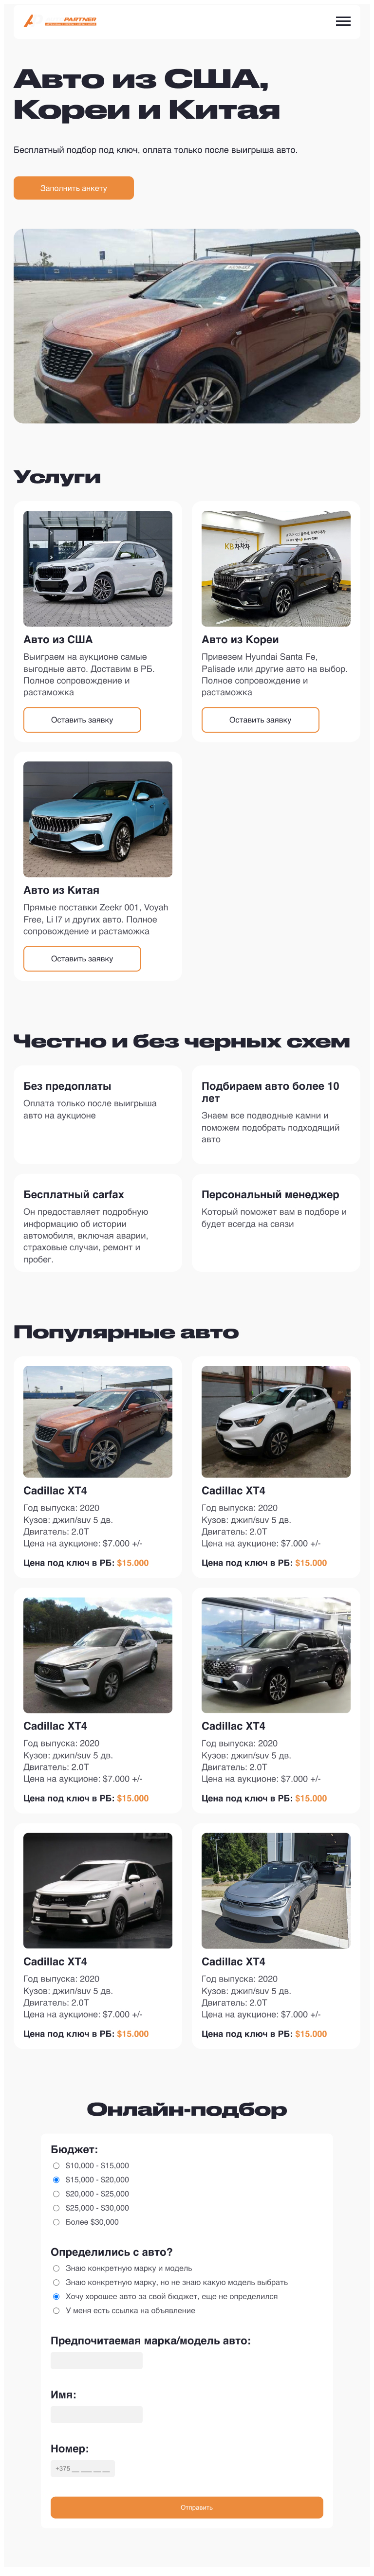 PARTNER
Авто из США,
Кореи и Китая
Бесплатный подбор под ключ, оплата только после выигрыша авто.
Заполнить анкету
Услуги
Авто из США
Выиграем на аукционе самые
выгодные авто. Доставим в РБ.
Полное сопровождение и
растаможка
Оставить заявку
Авто из Кореи
Привезем Hyundai Santa Fe,
Palisade или другие авто на выбор.
Полное сопровождение и
растаможка
Оставить заявку
Авто из Китая
Прямые поставки Zeekr 001, Voyah
Free, Li l7 и других авто. Полное
сопровождение и растаможка
Оставить заявку
Честно и без черных схем
Без предоплаты
Оплата только после выигрыша
авто на аукционе
Подбираем авто более 10
лет
Знаем все подводные камни и
поможем подобрать подходящий
авто
Бесплатный carfax
Он предоставляет подробную
информацию об истории
автомобиля, включая аварии,
страховые случаи, ремонт и
пробег.
Персональный менеджер
Который поможет вам в подборе и
будет всегда на связи
Популярные авто
Cadillac XT4
Год выпуска: 2020
Кузов: джип/suv 5 дв.
Двигатель: 2.0T
Цена на аукционе: $7.000 +/-
Цена под ключ в РБ: $15.000
Cadillac XT4
Год выпуска: 2020
Кузов: джип/suv 5 дв.
Двигатель: 2.0T
Цена на аукционе: $7.000 +/-
Цена под ключ в РБ: $15.000
Cadillac XT4
Год выпуска: 2020
Кузов: джип/suv 5 дв.
Двигатель: 2.0T
Цена на аукционе: $7.000 +/-
Цена под ключ в РБ: $15.000
Cadillac XT4
Год выпуска: 2020
Кузов: джип/suv 5 дв.
Двигатель: 2.0T
Цена на аукционе: $7.000 +/-
Цена под ключ в РБ: $15.000
Cadillac XT4
Год выпуска: 2020
Кузов: джип/suv 5 дв.
Двигатель: 2.0T
Цена на аукционе: $7.000 +/-
Цена под ключ в РБ: $15.000
Cadillac XT4
Год выпуска: 2020
Кузов: джип/suv 5 дв.
Двигатель: 2.0T
Цена на аукционе: $7.000 +/-
Цена под ключ в РБ: $15.000
Онлайн-подбор
Бюджет:
$10,000 - $15,000
$15,000 - $20,000
$20,000 - $25,000
$25,000 - $30,000
Более $30,000
Определились с авто?
Знаю конкретную марку и модель
Знаю конкретную марку, но не знаю какую модель выбрать
Хочу хорошее авто за свой бюджет, еще не определился
У меня есть ссылка на объявление
Предпочитаемая марка/модель авто:
Имя:
Номер:
+375 __ ___ __ __
Отправить